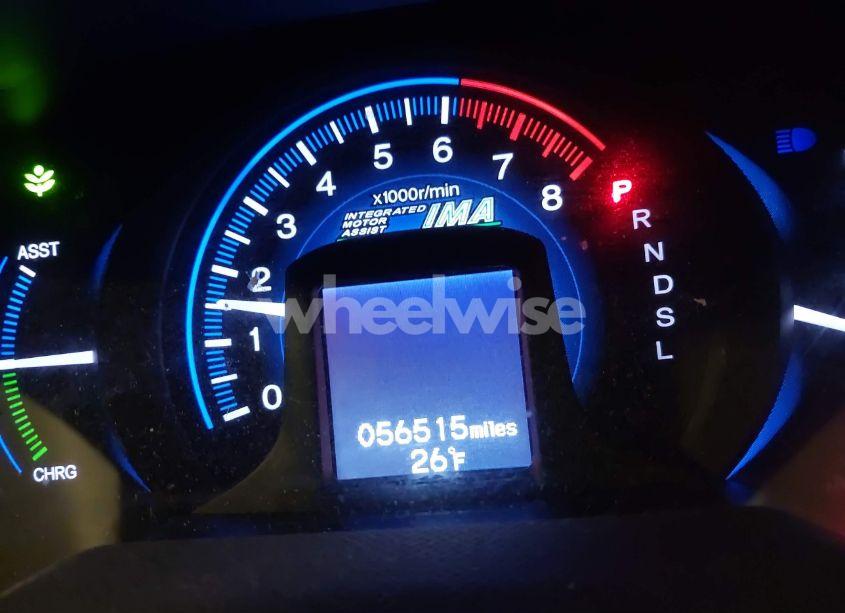 ASST
CHRG
0
1
2
3
4
5
6
7
8
x1000r/min
INTEGRATED
MOTOR
ASSIST
IMA
P
R
N
D
S
L
wheelwise
056515miles
26°F